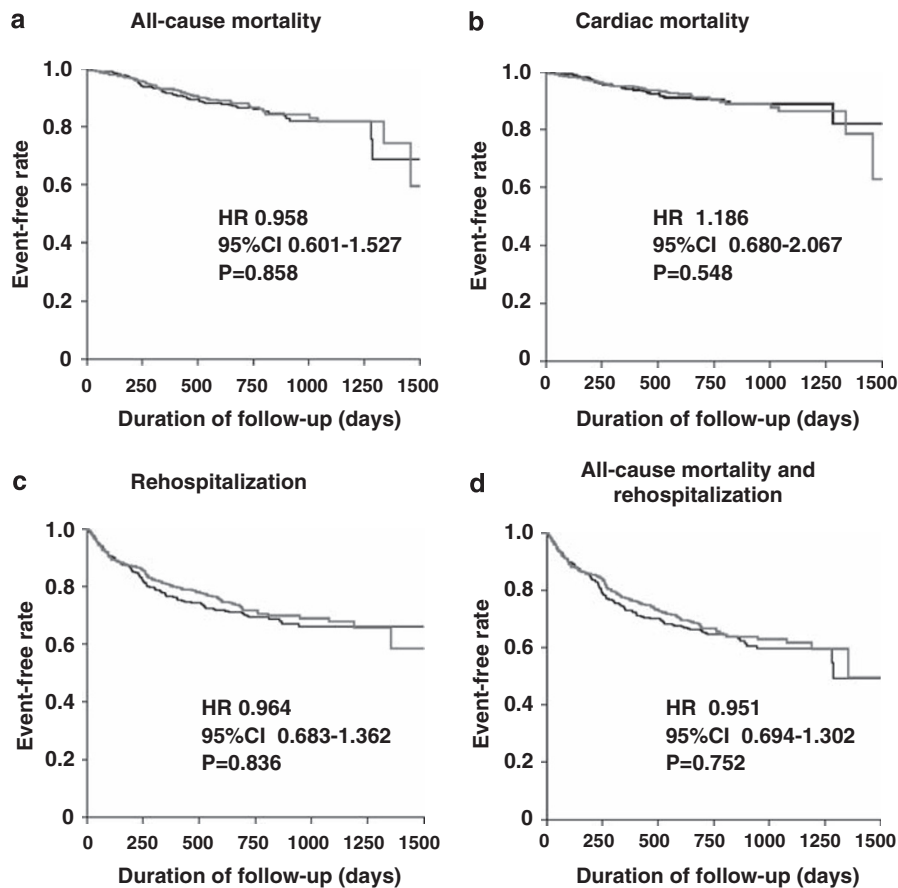 a
All-cause mortality
Event-free rate
1.0
0.8
0.6
0.4
0.2
0
HR 0.958
95%CI 0.601-1.527
P=0.858
0 250 500 750 1000 1250 1500
Duration of follow-up (days)
b
Cardiac mortality
Event-free rate
1.0
0.8
0.6
0.4
0.2
0
HR 1.186
95%CI 0.680-2.067
P=0.548
0 250 500 750 1000 1250 1500
Duration of follow-up (days)
c
Rehospitalization
Event-free rate
1.0
0.8
0.6
0.4
0.2
0
HR 0.964
95%CI 0.683-1.362
P=0.836
0 250 500 750 1000 1250 1500
Duration of follow-up (days)
d
All-cause mortality and
rehospitalization
Event-free rate
1.0
0.8
0.6
0.4
0.2
0
HR 0.951
95%CI 0.694-1.302
P=0.752
0 250 500 750 1000 1250 1500
Duration of follow-up (days)